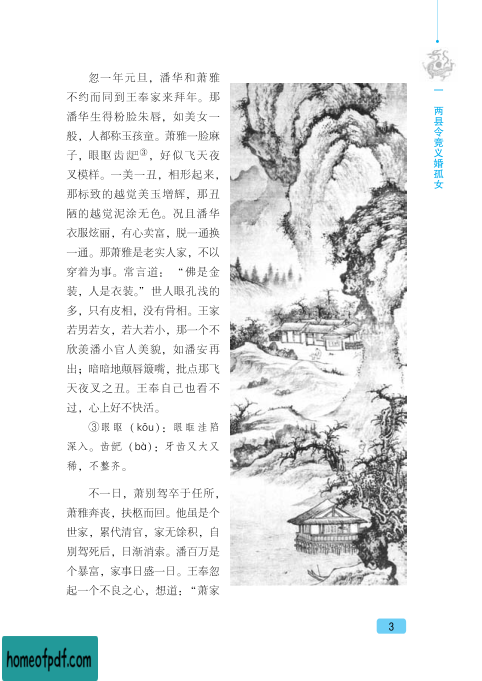 忽一年元旦，潘华和萧雅
不约而同到王奉家来拜年。那
潘华生得粉脸朱唇，如美女一
般，人都称玉孩童。萧雅一脸麻
子，眼眍齿䶕③，好似飞天夜
叉模样。一美一丑，相形起来，
那标致的越觉美玉增辉，那丑
陋的越觉泥涂无色。况且潘华
衣服炫丽，有心卖富，脱一通换
一通。那萧雅是老实人家，不以
穿着为事。常言道：“佛是金
装，人是衣装。”世人眼孔浅的
多，只有皮相，没有骨相。王家
若男若女，若大若小，那一个不
欣羡潘小官人美貌，如潘安再
出；暗暗地颠唇簸嘴，批点那飞
天夜叉之丑。王奉自己也看不
过，心上好不快活。
③眼眍（kōu）：眼眶洼陷
深入。齿䶕（bà）：牙齿又大又
稀，不整齐。
不一日，萧别驾卒于任所，
萧雅奔丧，扶柩而回。他虽是个
世家，累代清官，家无馀积，自
别驾死后，日渐消索。潘百万是
个暴富，家事日盛一日。王奉忽
起一个不良之心，想道：“萧家
一 两县令竞义婚孤女
3
homeofpdf.com